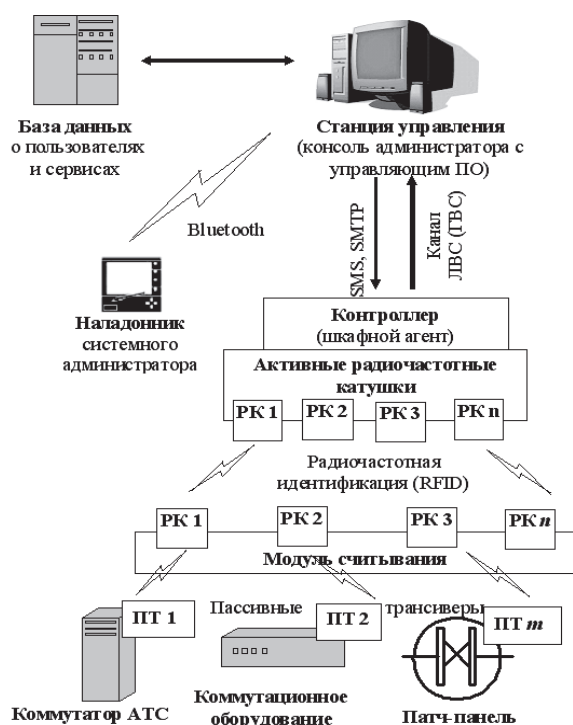 База данных
о пользователях
и сервисах
Станция управления
(консоль администратора с
управляющим ПО)
Bluetooth
SMS, SMTP
Канал
ЛВС (ГВС)
Наладонник
системного
администратора
Контроллер
(шкафной агент)
Активные радиочастотные
катушки
РК 1
РК 2
РК 3
РК n
Радиочастотная
идентификация (RFID)
РК 1
РК 2
РК 3
РК n
Модуль считывания
Пассивные трансиверы
ПТ 1
ПТ 2
ПТ m
Коммутатор АТС
Коммутационное
оборудование
Патч-панель